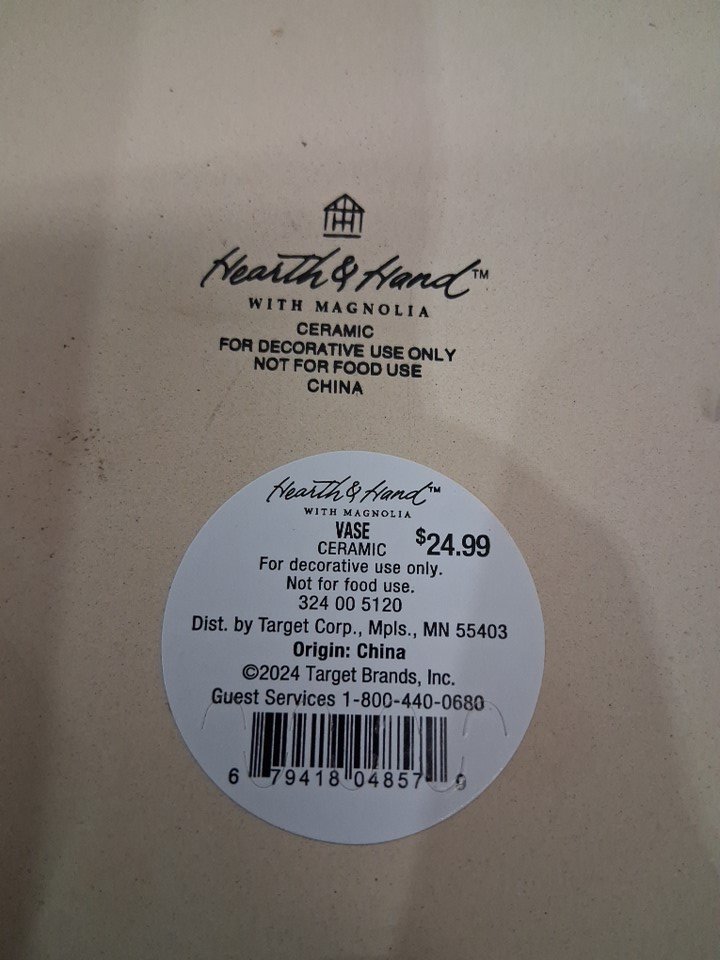 Hearth & Hand™
WITH MAGNOLIA
CERAMIC
FOR DECORATIVE USE ONLY
NOT FOR FOOD USE
CHINA
Hearth & Hand™
WITH MAGNOLIA
VASE
CERAMIC $24.99
For decorative use only.
Not for food use.
324 00 5120
Dist. by Target Corp., Mpls., MN 55403
Origin: China
©2024 Target Brands, Inc.
Guest Services 1-800-440-0680
6 79418 04857 9